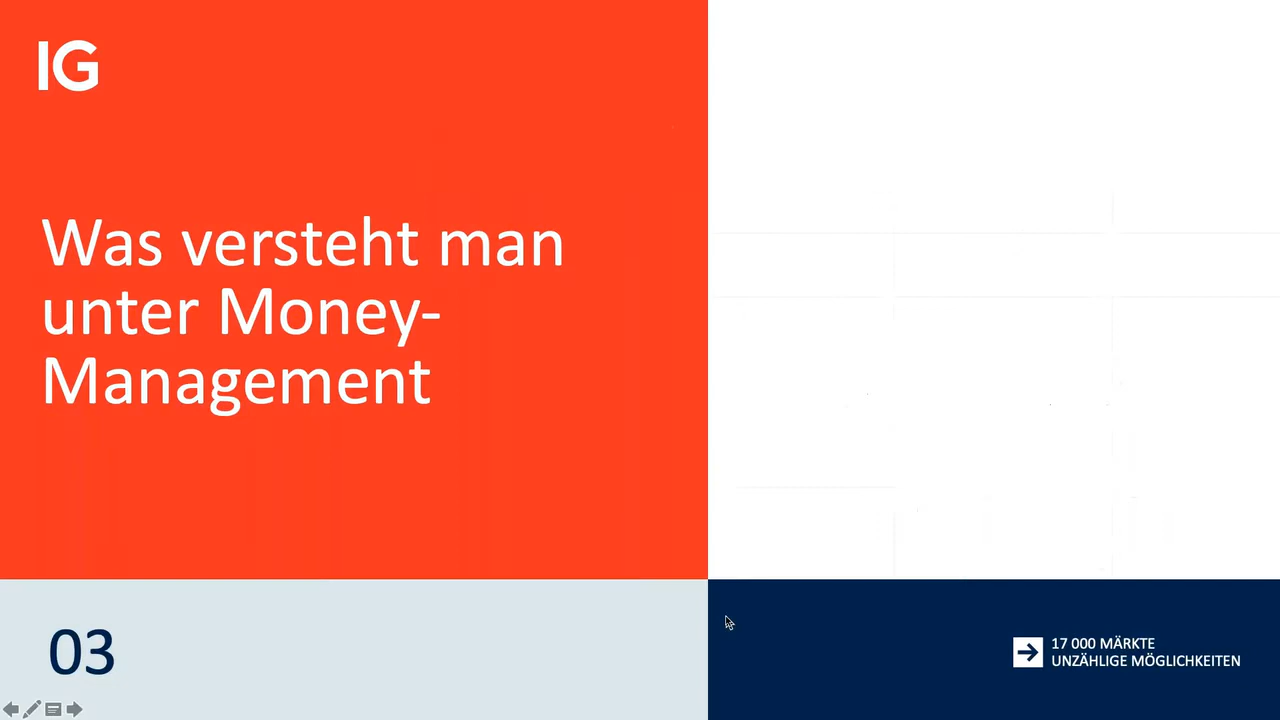 IG
Was versteht man
unter Money-
Management
03
17 000 MÄRKTE
UNZÄHLIGE MÖGLICHKEITEN